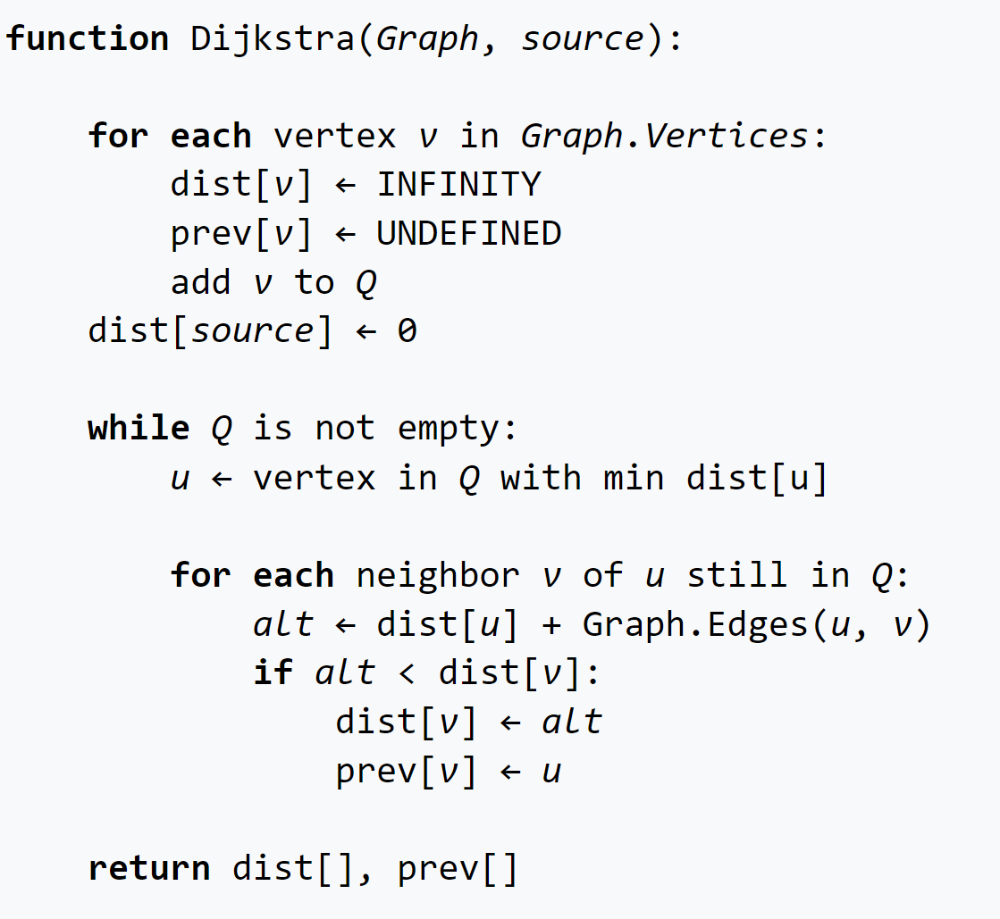 function Dijkstra(Graph, source):
for each vertex v in Graph.Vertices:
dist[v] ← INFINITY
prev[v] ← UNDEFINED
add v to Q
dist[source] ← 0
while Q is not empty:
u ← vertex in Q with min dist[u]
for each neighbor v of u still in Q:
alt ← dist[u] + Graph.Edges(u, v)
if alt < dist[v]:
dist[v] ← alt
prev[v] ← u
return dist[], prev[]